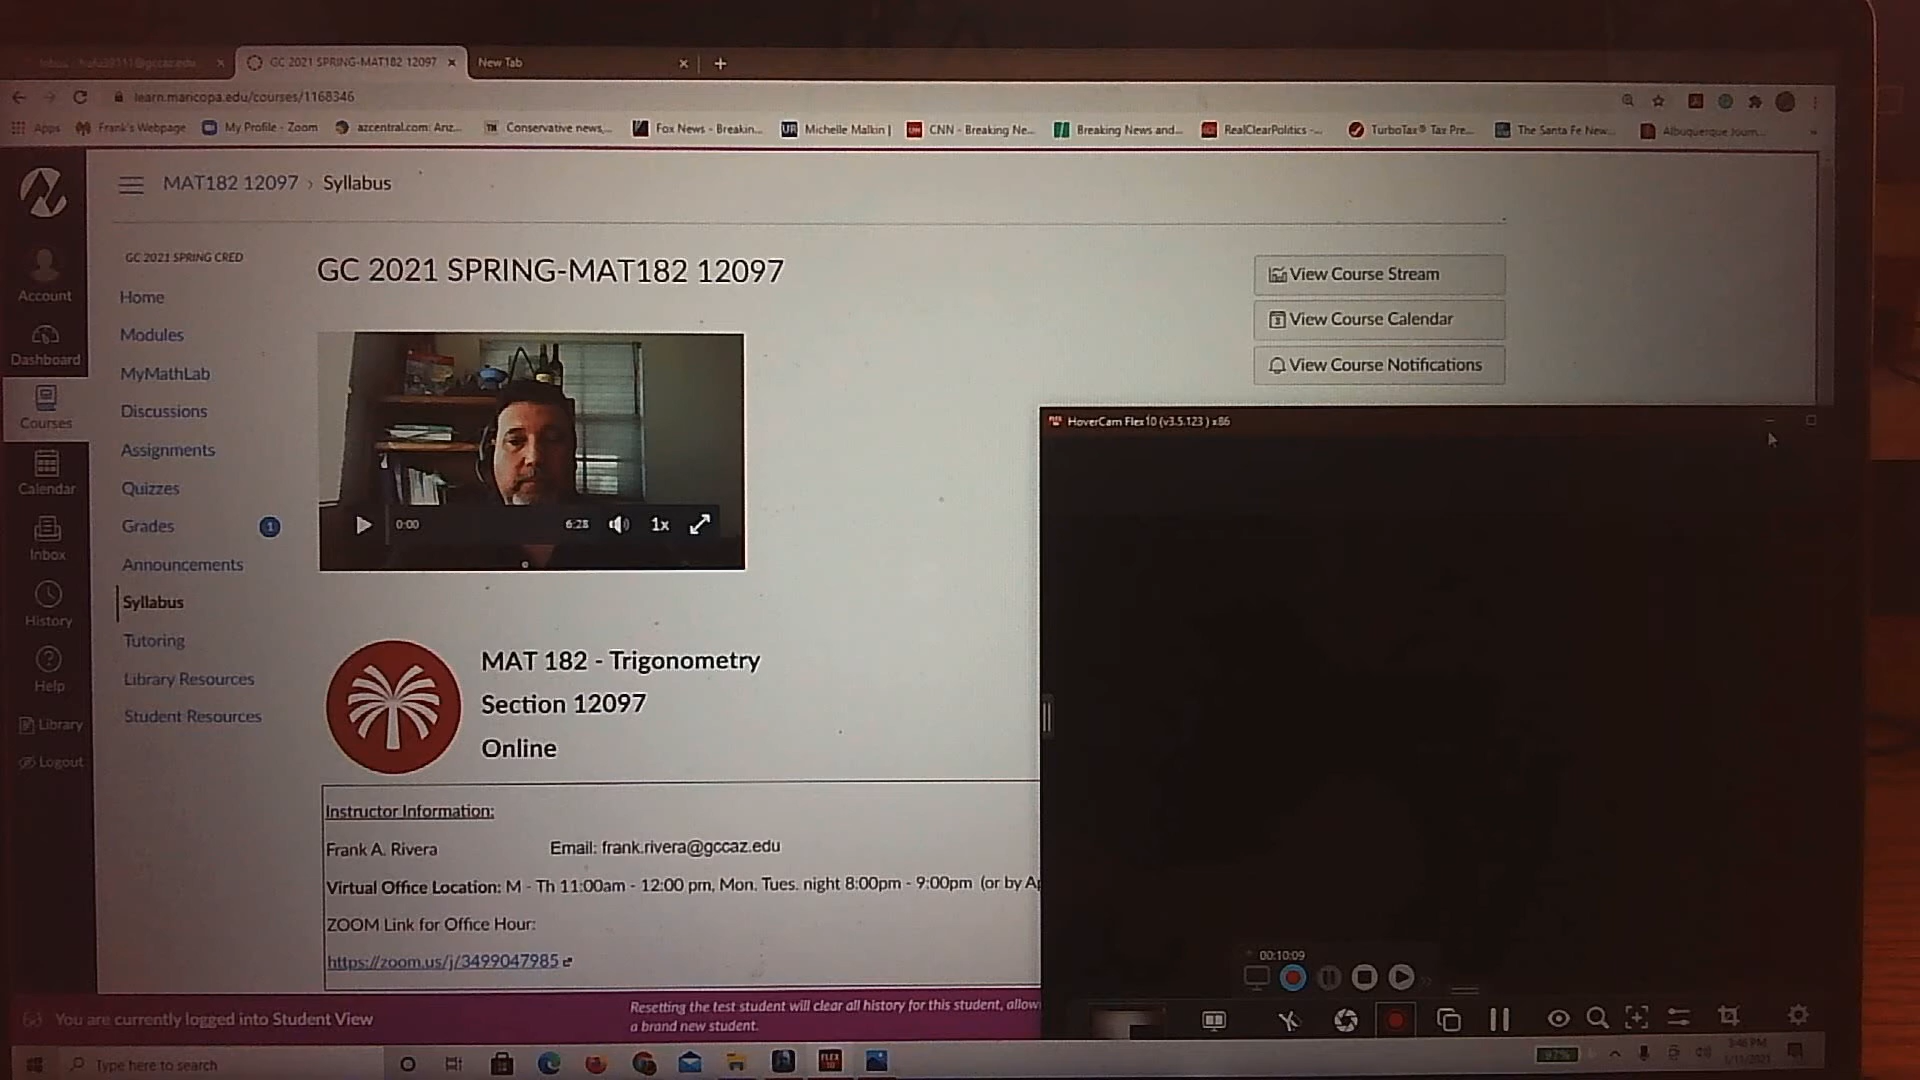 GC 2021 SPRING-MAT182 12097
New Tab
learn.maricopa.edu/courses/1168346
Apps
Frank's Webpage
My Profile - Zoom
azcentral.com: Ariz...
Conservative news,...
Fox News - Breakin...
Michelle Malkin |
CNN - Breaking Ne...
Breaking News and...
RealClearPolitics -...
TurboTax® Tax Pre...
The Santa Fe New...
Albuquerque Journ...
MAT182 12097 › Syllabus
Account
Dashboard
Courses
Calendar
Inbox
History
Help
Library
Logout
GC 2021 SPRING CRED
Home
Modules
MyMathLab
Discussions
Assignments
Quizzes
Grades 1
Announcements
Syllabus
Tutoring
Library Resources
Student Resources
GC 2021 SPRING-MAT182 12097
View Course Stream
View Course Calendar
View Course Notifications
0:00 6:28 1x
MAT 182 - Trigonometry
Section 12097
Online
Instructor Information:
Frank A. Rivera Email: frank.rivera@gccaz.edu
Virtual Office Location: M - Th 11:00am - 12:00 pm, Mon. Tues. night 8:00pm - 9:00pm (or by Ap
ZOOM Link for Office Hour:
https://zoom.us/j/3499047985
HoverCam Flex10 (v3.5.123 ) x86
00:10:09
You are currently logged into Student View
Resetting the test student will clear all history for this student, allow
a brand new student.
Type here to search
FLEX
10
97%
3:46 PM